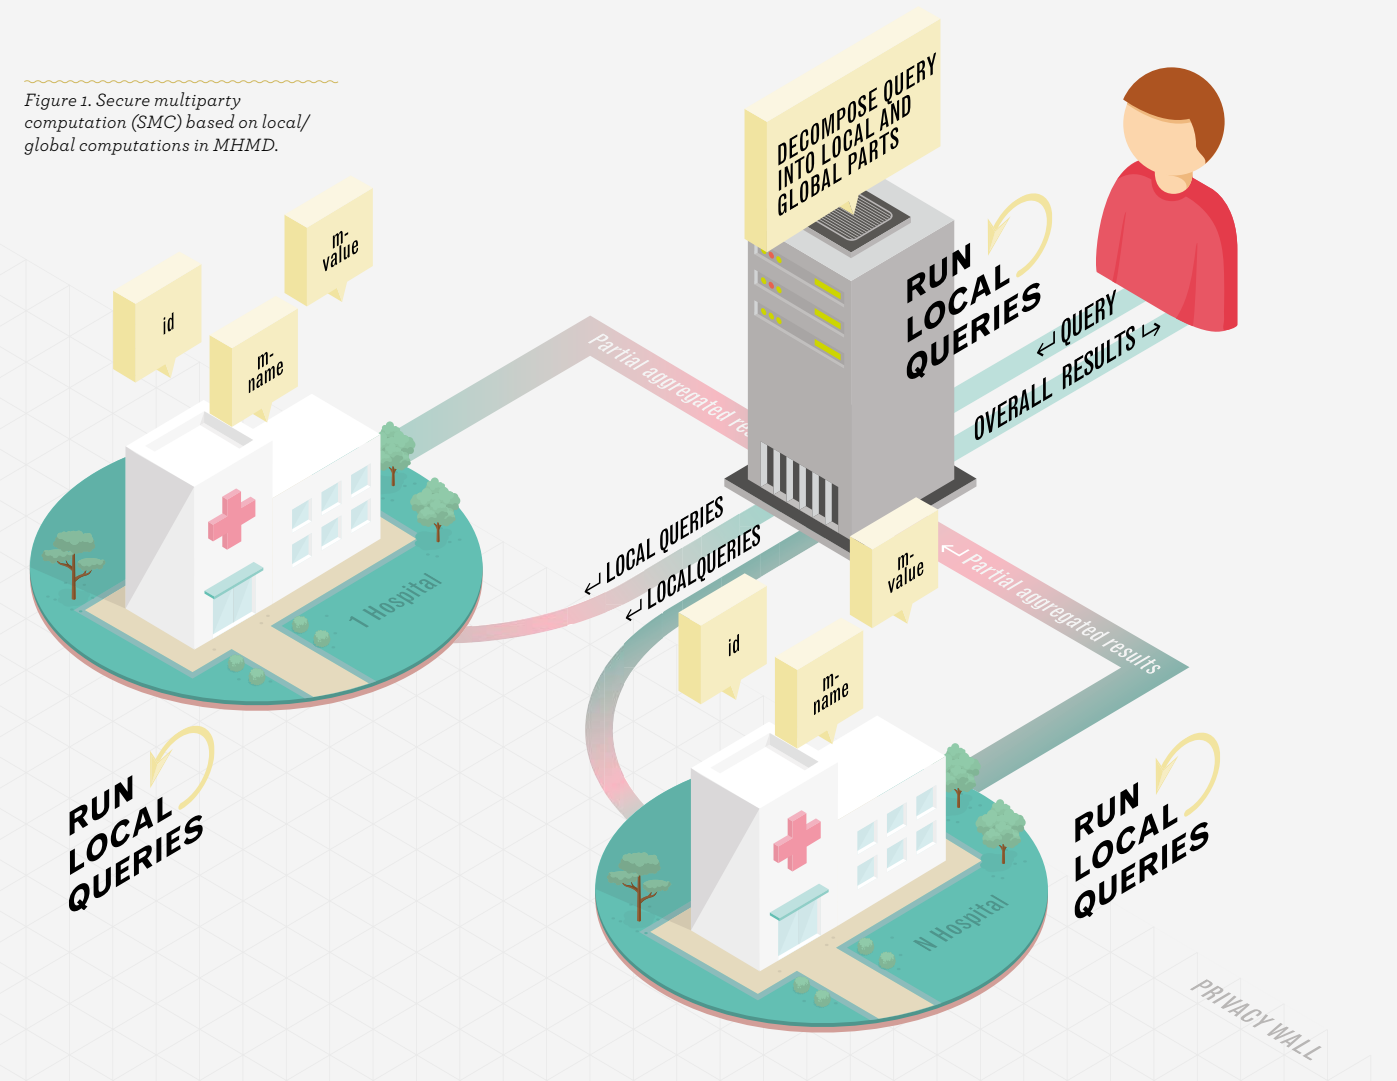 Figure 1. Secure multiparty
computation (SMC) based on local/
global computations in MHMD.
DECOMPOSE QUERY
INTO LOCAL AND
GLOBAL PARTS
m-
value
id
m-
name
RUN
LOCAL
QUERIES
↵ QUERY
OVERALL RESULTS ↳
Partial aggregated
↵ LOCAL QUERIES
↵ LOCALQUERIES
1 Hospital
m-
value
↵ Partial aggregated results
id
m-
name
RUN
LOCAL
QUERIES
RUN
LOCAL
QUERIES
N Hospital
PRIVACY WALL